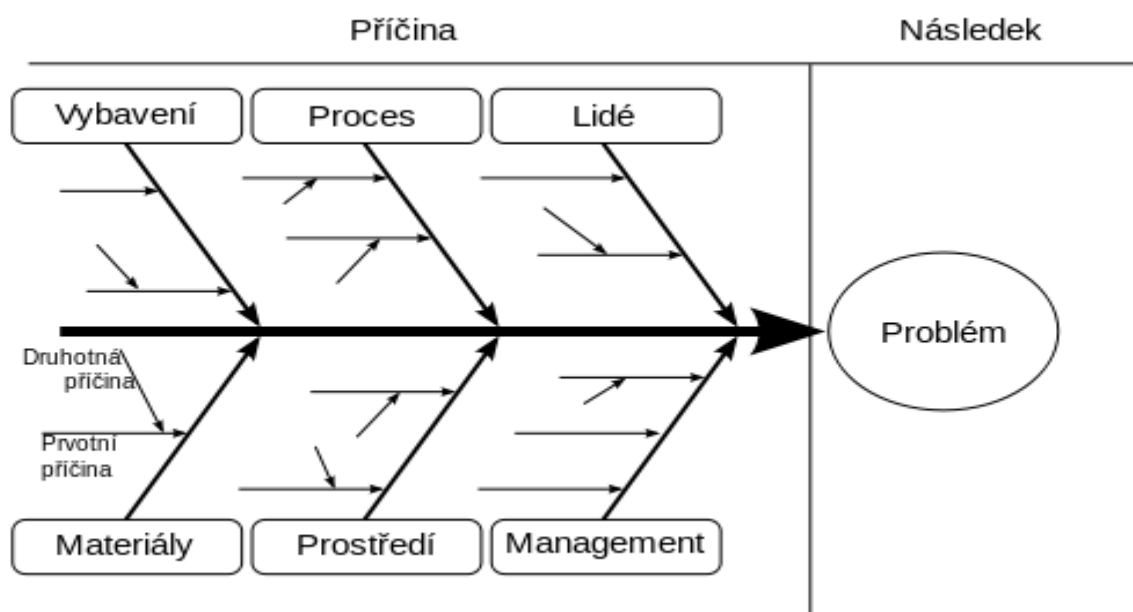 Příčina
Následek
Vybavení
Proces
Lidé
Problém
Druhotná
příčina
Prvotní
příčina
Materiály
Prostředí
Management